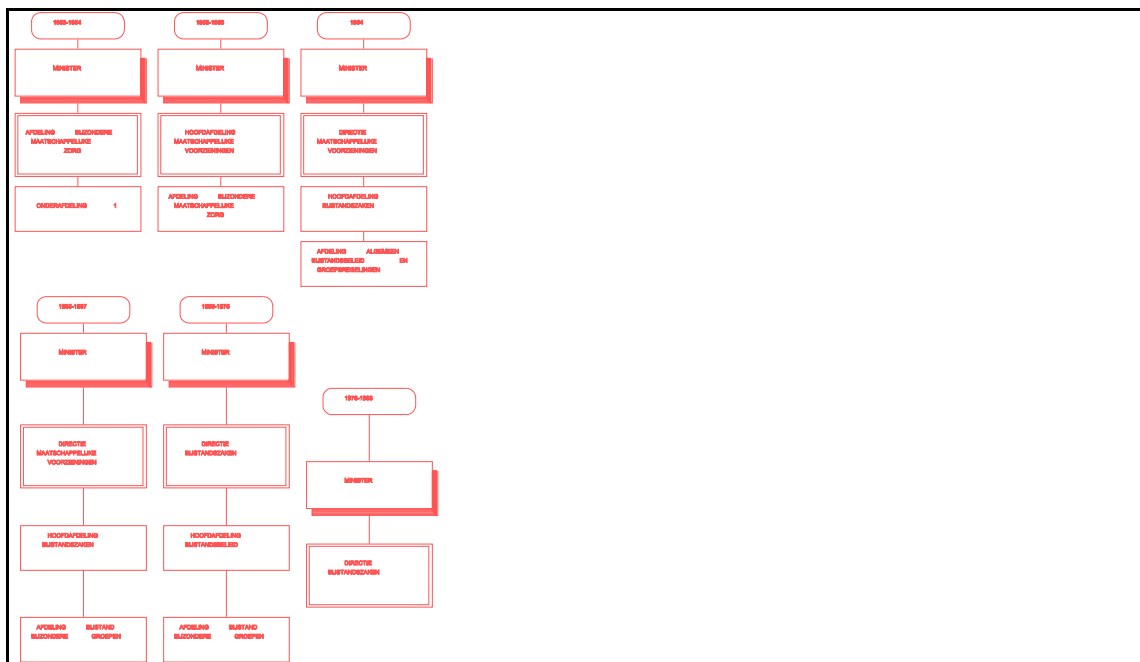 MINISTER
AFDELING BIJZONDERE
MAATSCHAPPELIJKE
ZORG
ONDERAFDELING 1
MINISTER
HOOFDAFDELING
MAATSCHAPPELIJKE
VOORZIENINGEN
AFDELING BIJZONDERE
MAATSCHAPPELIJKE
ZORG
1964
MINISTER
DIRECTIE
MAATSCHAPPELIJKE
VOORZIENINGEN
HOOFDAFDELING
BIJSTANDSZAKEN
AFDELING ALGEMEEN
BIJSTANDSBELEID EN
GROEPSREGELINGEN
1965-1967
MINISTER
DIRECTIE
MAATSCHAPPELIJKE
VOORZIENINGEN
HOOFDAFDELING
BIJSTANDSZAKEN
AFDELING BIJSTAND
BIJZONDERE GROEPEN
MINISTER
DIRECTIE
BIJSTANDSZAKEN
HOOFDAFDELING
BIJSTANDSBELEID
AFDELING BIJSTAND
BIJZONDERE GROEPEN
MINISTER
DIRECTIE
BIJSTANDSZAKEN